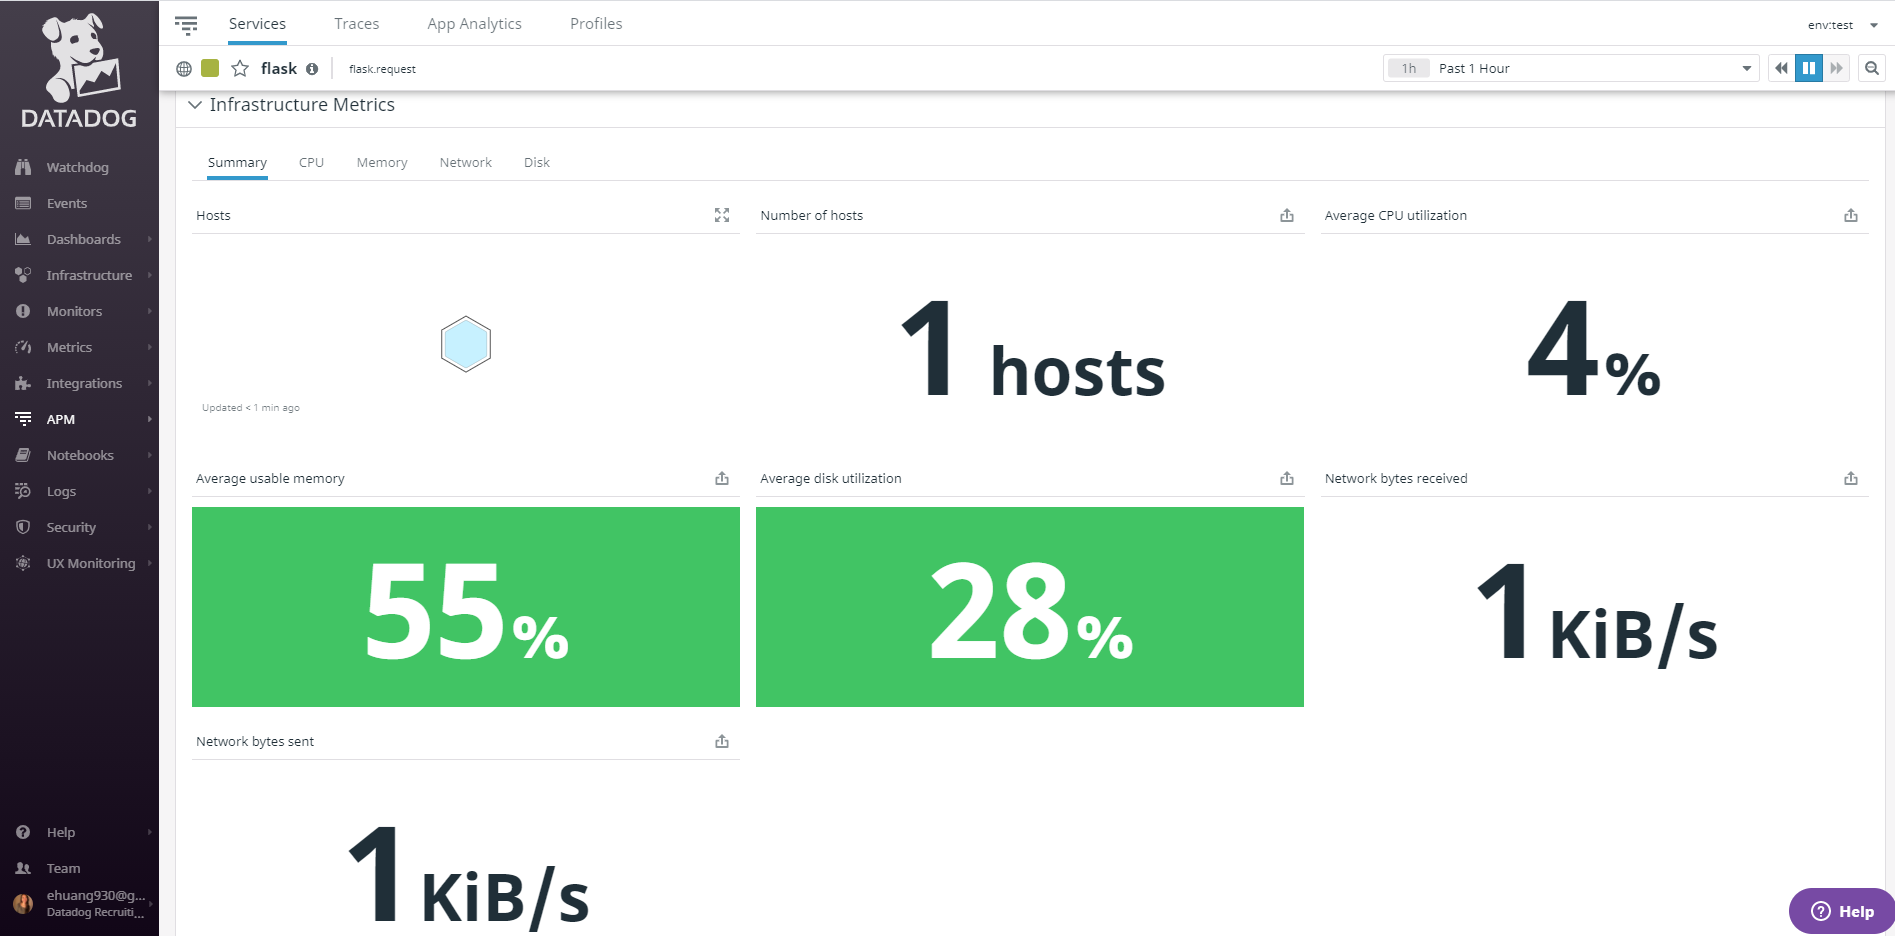 DATADOG
Watchdog
Events
Dashboards
Infrastructure
Monitors
Metrics
Integrations
APM
Notebooks
Logs
Security
UX Monitoring
Help
Team
ehuang930@g...
Datadog Recruiti...
Services Traces App Analytics Profiles
env:test
flask flask.request
1h Past 1 Hour
Infrastructure Metrics
Summary CPU Memory Network Disk
Hosts
Updated < 1 min ago
Number of hosts
1 hosts
Average CPU utilization
4%
Average usable memory
55%
Average disk utilization
28%
Network bytes received
1 KiB/s
Network bytes sent
1 KiB/s
Help